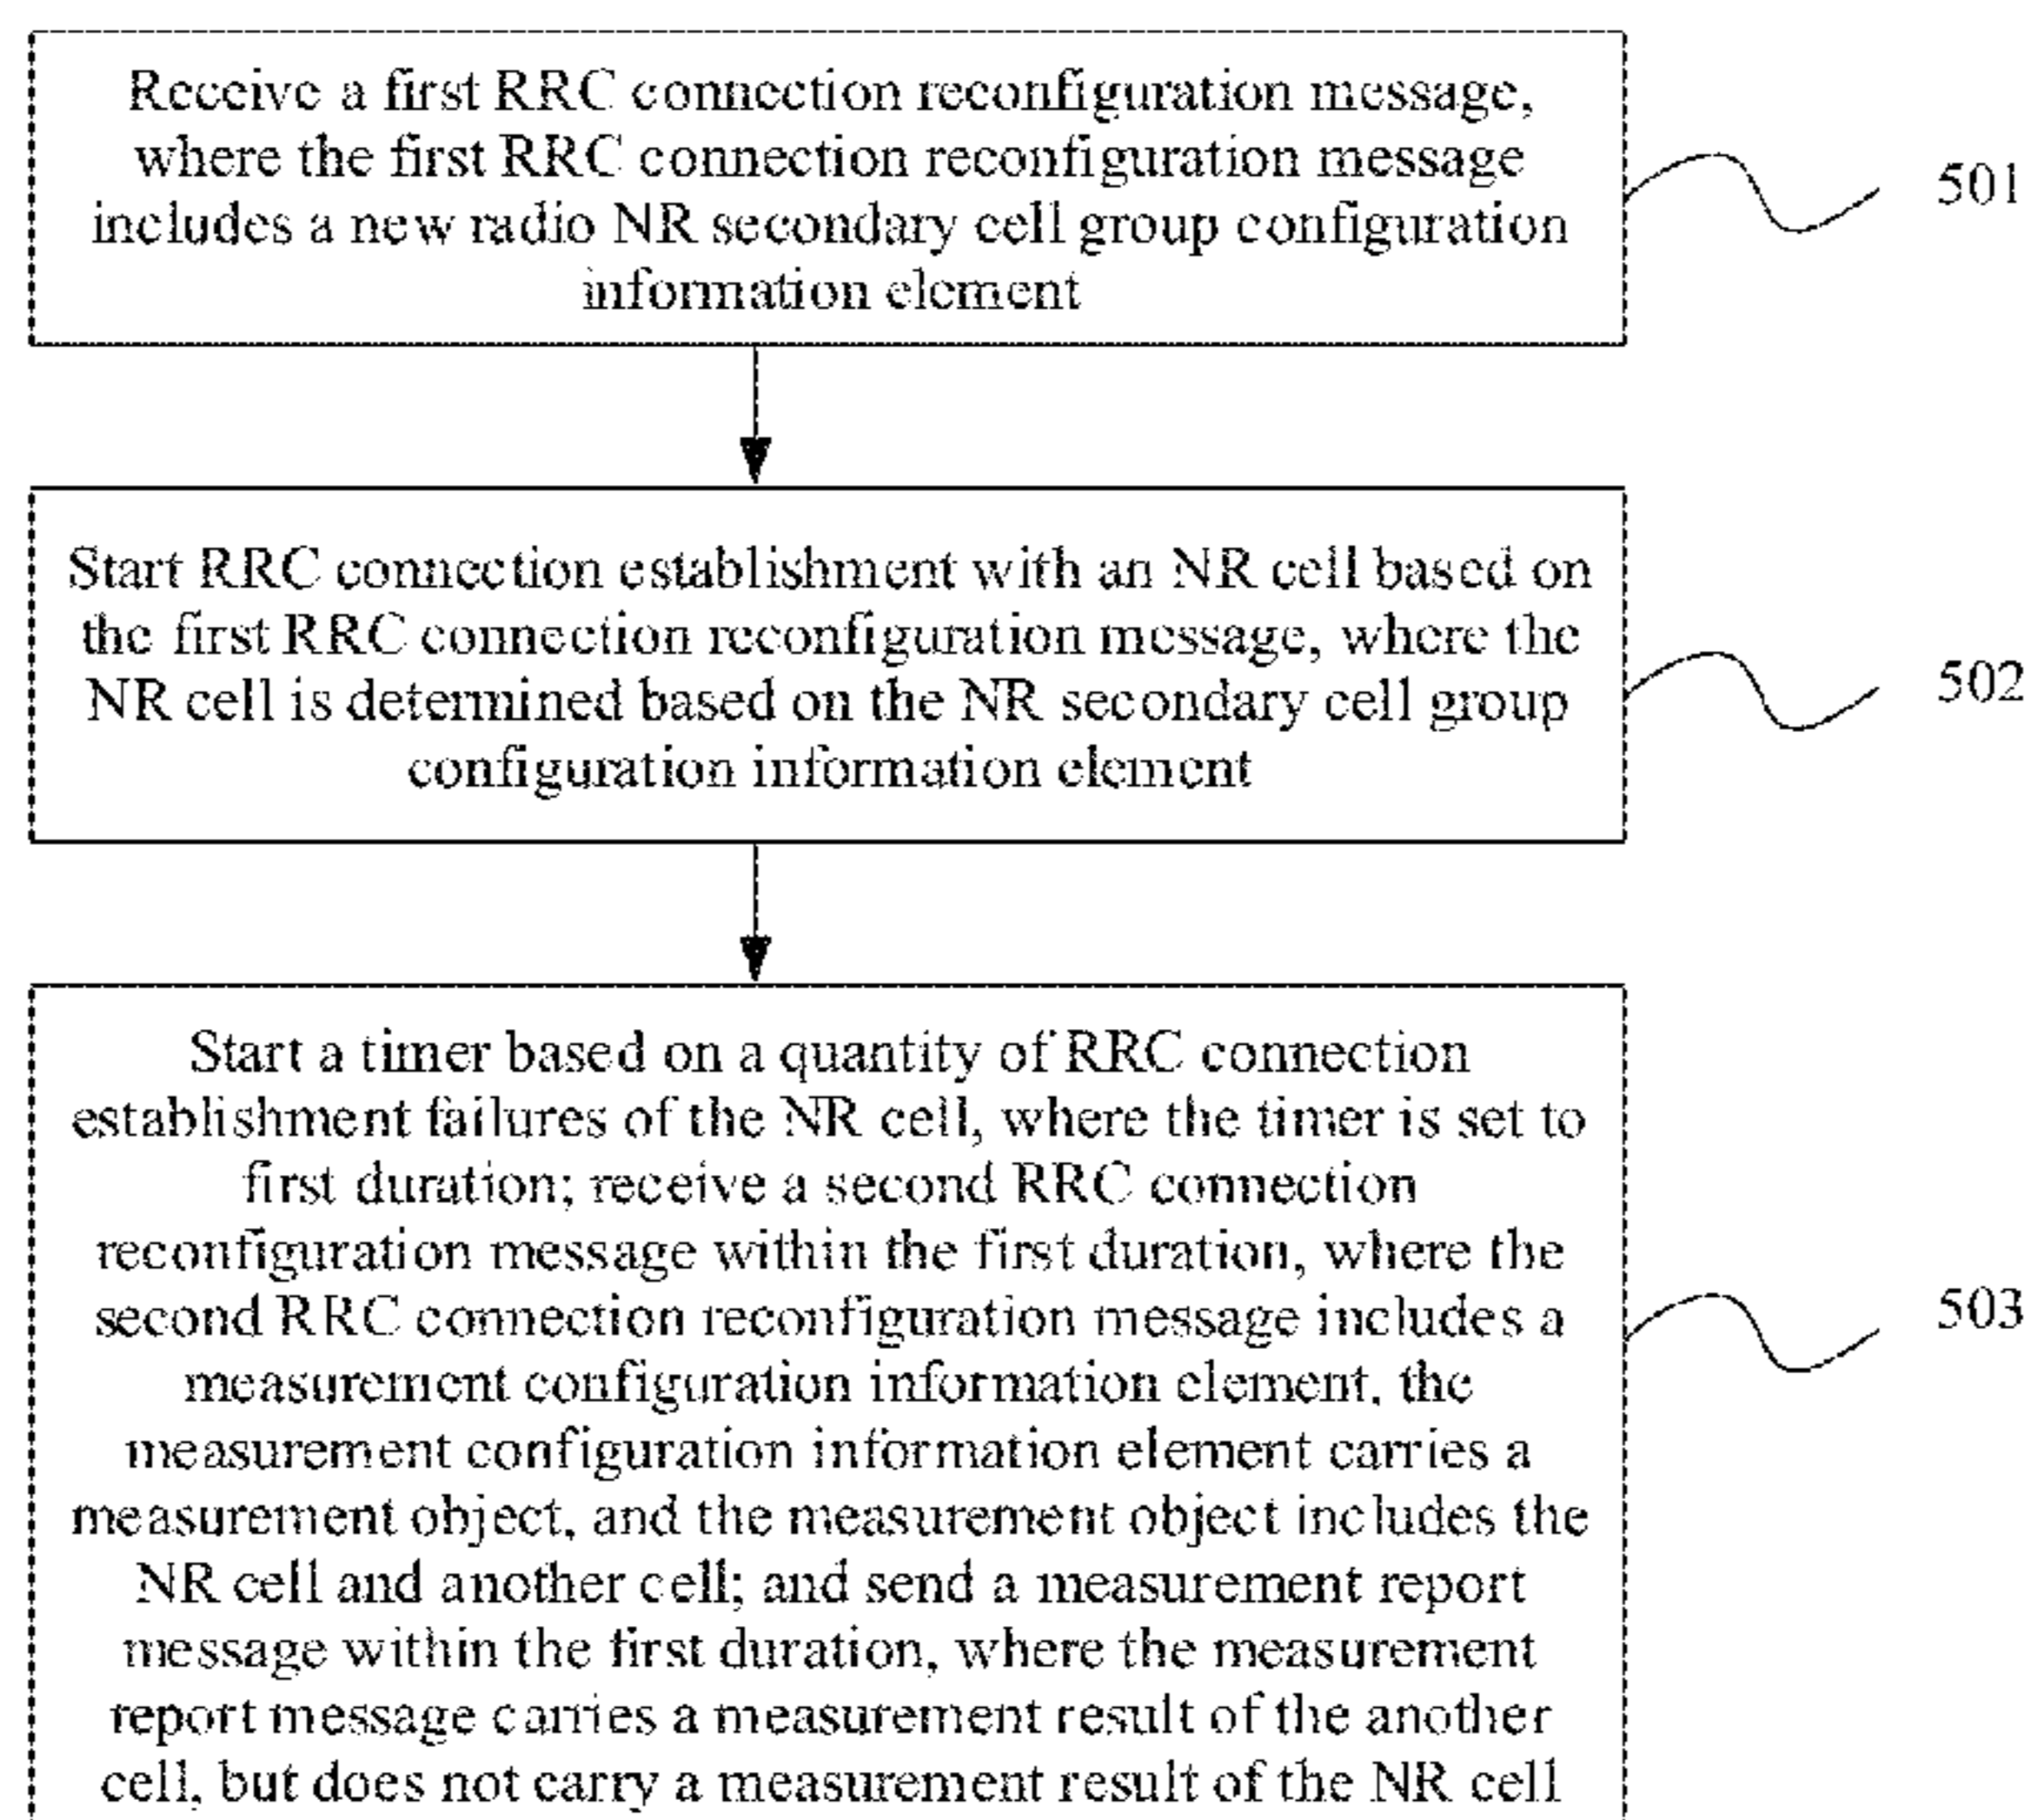 Receive a first RRC connection reconfiguration message,
where the first RRC connection reconfiguration message
includes a new radio NR secondary cell group configuration
information element
501
Start RRC connection establishment with an NR cell based on
the first RRC connection reconfiguration message, where the
NR cell is determined based on the NR secondary cell group
configuration information element
502
Start a timer based on a quantity of RRC connection
establishment failures of the NR cell, where the timer is set to
first duration; receive a second RRC connection
reconfiguration message within the first duration, where the
second RRC connection reconfiguration message includes a
measurement configuration information element, the
measurement configuration information element carries a
measurement object, and the measurement object includes the
NR cell and another cell; and send a measurement report
message within the first duration, where the measurement
report message carries a measurement result of the another
cell, but does not carry a measurement result of the NR cell
503